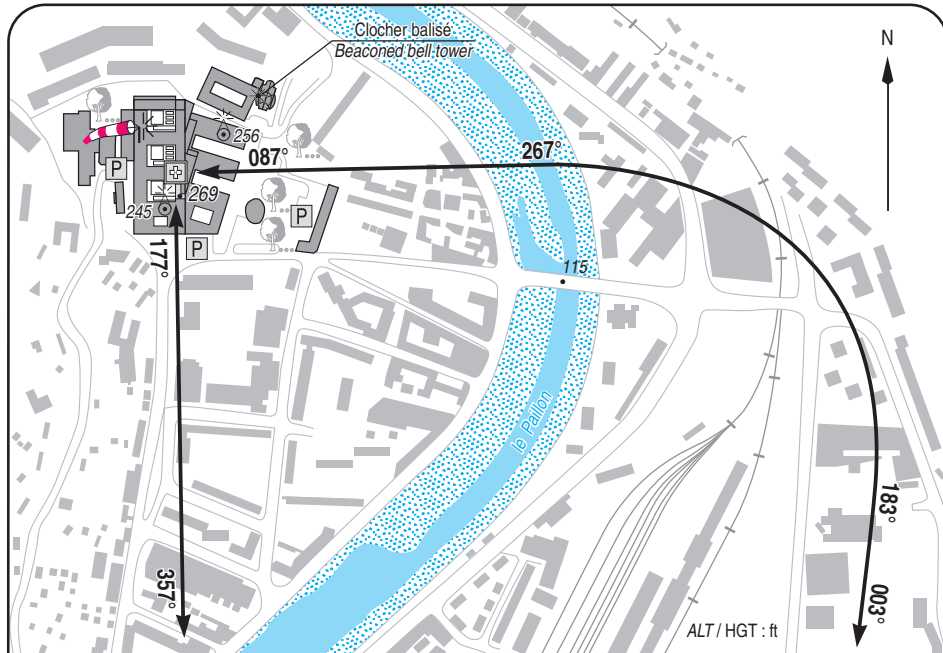 Clocher balisé
Beaconed bell tower
N
256
087°
267°
P
269
245
P
P
177°
115
le Paillon
183°
357°
003°
ALT / HGT : ft